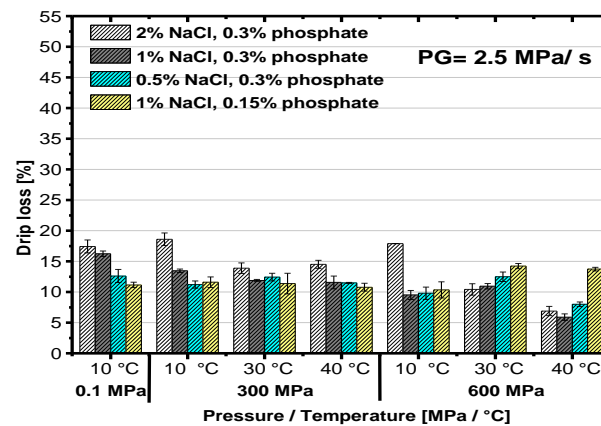 55
50
45
40
35
30
25
20
15
10
5
0
Drip loss [%]
2% NaCl, 0.3% phosphate
1% NaCl, 0.3% phosphate
0.5% NaCl, 0.3% phosphate
1% NaCl, 0.15% phosphate
PG= 2.5 MPa/ s
10 °C 10 °C 30 °C 40 °C 10 °C 30 °C 40 °C
0.1 MPa 300 MPa 600 MPa
Pressure / Temperature [MPa / °C]